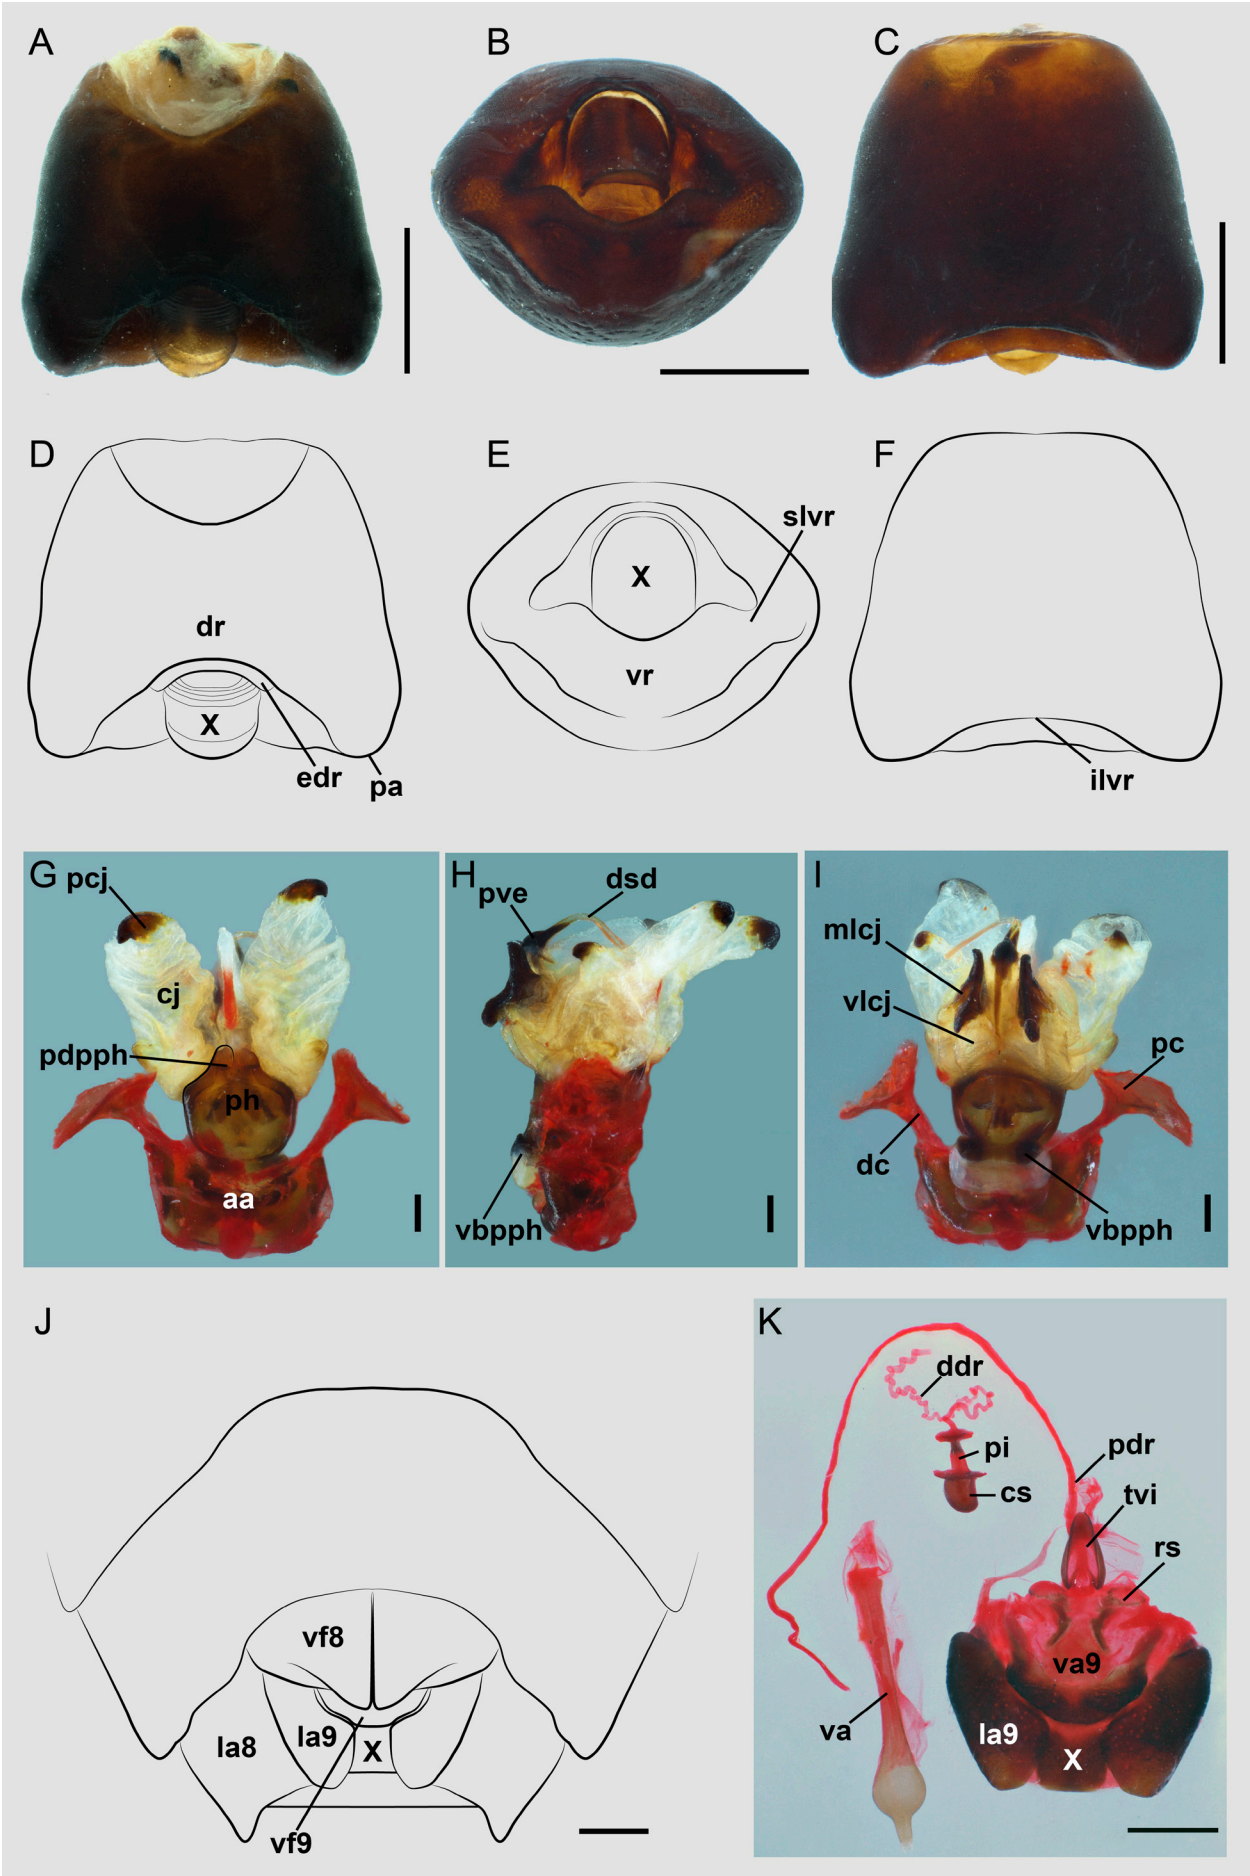 A
B
C
D
E
F
slvr
X
dr
vr
X
edr
pa
ilvr
G
pcj
H
pve
dsd
I
mlcj
cj
vlcj
pdpph
pc
ph
dc
aa
vbpph
vbpph
J
K
ddr
pi
pdr
cs
tvi
rs
vf8
va9
la8
la9
X
va
la9
X
vf9